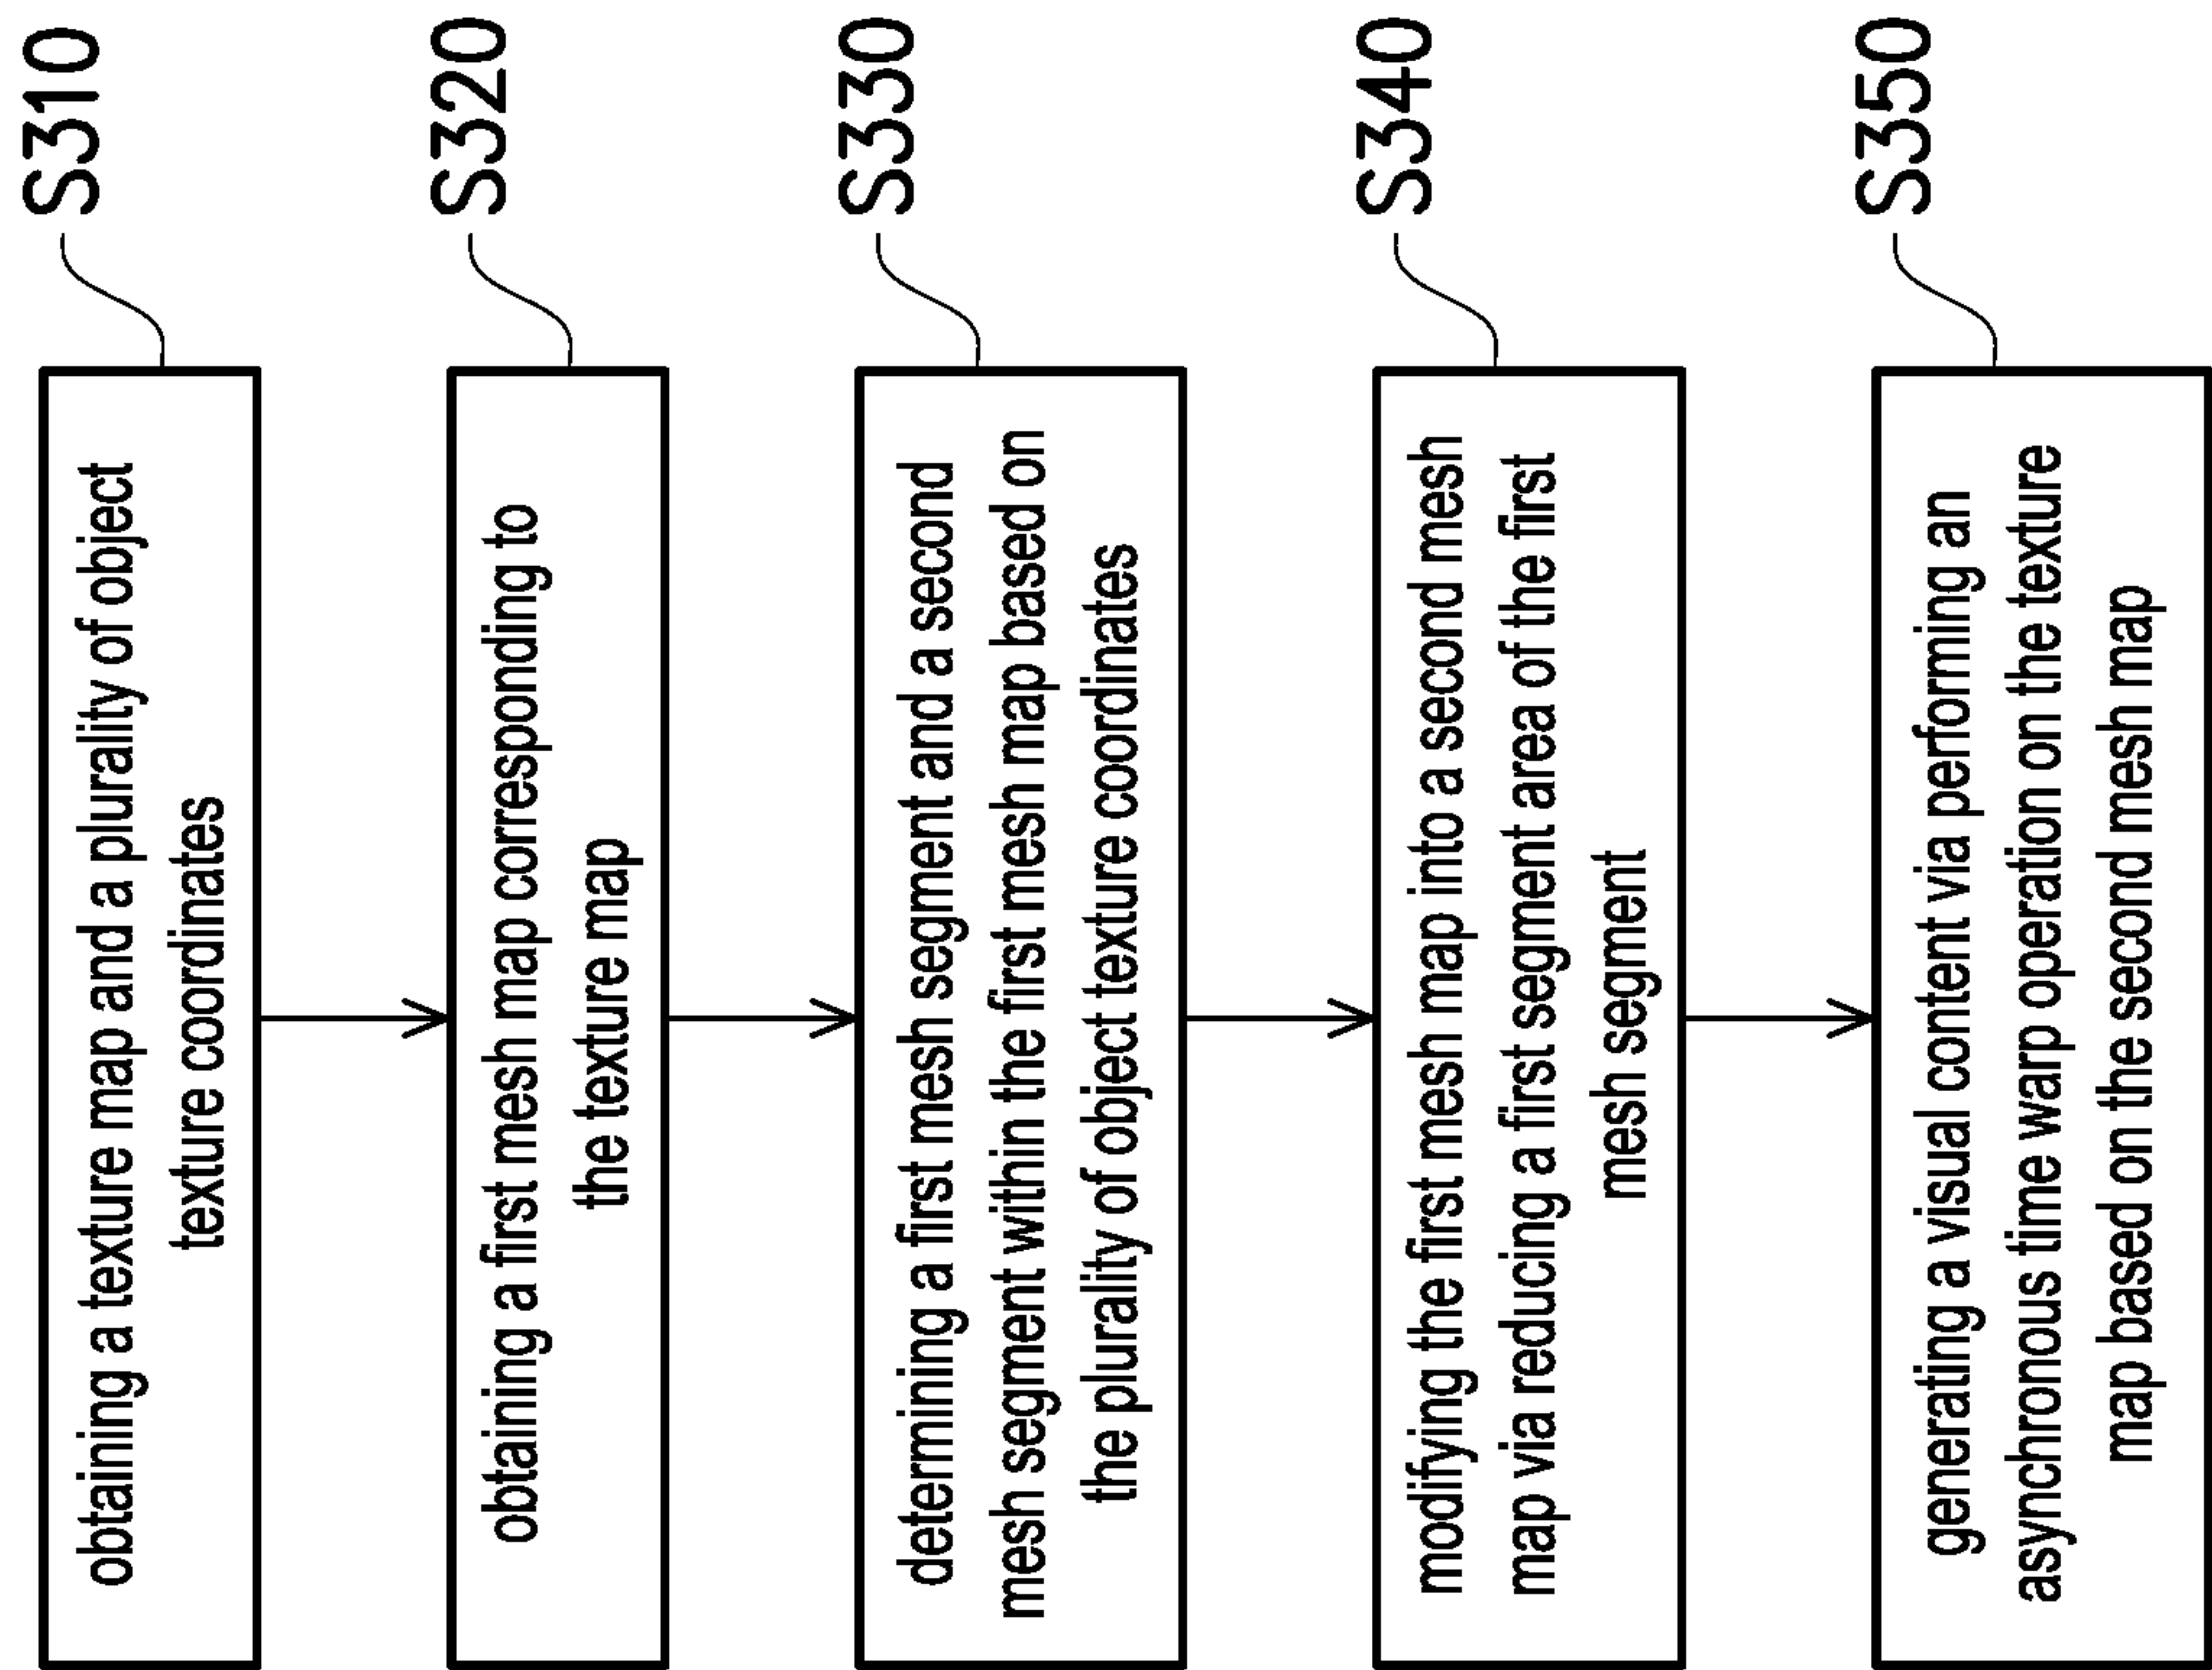 obtaining a texture map and a plurality of object
texture coordinates
S310
obtaining a first mesh map corresponding to
the texture map
S320
determining a first mesh segment and a second
mesh segment within the first mesh map based on
the plurality of object texture coordinates
S330
modifying the first mesh map into a second mesh
map via reducing a first segment area of the first
mesh segment
S340
generating a visual content via performing an
asynchronous time warp operation on the texture
map based on the second mesh map
S350